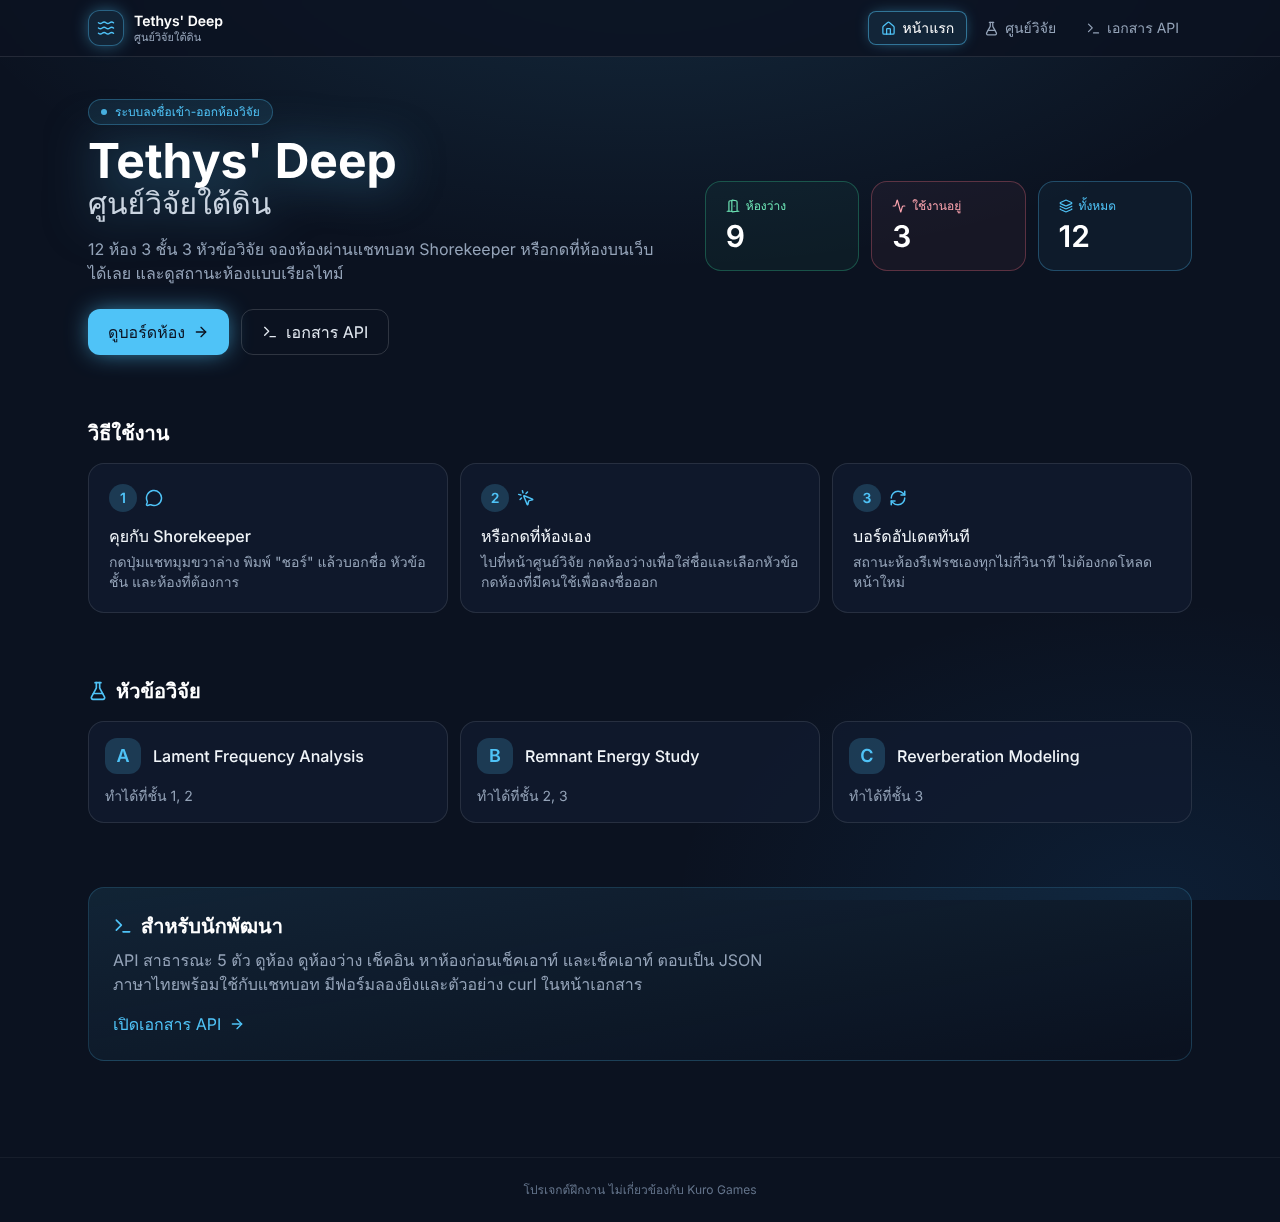 Tethys' Deep
ศูนย์วิจัยใต้ดิน
หน้าแรก
ศูนย์วิจัย
เอกสาร API
ระบบลงชื่อเข้า-ออกห้องวิจัย
Tethys' Deep
ศูนย์วิจัยใต้ดิน
12 ห้อง 3 ชั้น 3 หัวข้อวิจัย จองห้องผ่านแชทบอท Shorekeeper หรือกดที่ห้องบนเว็บ
ได้เลย และดูสถานะห้องแบบเรียลไทม์
ห้องว่าง
9
ใช้งานอยู่
3
ทั้งหมด
12
ดูบอร์ดห้อง
เอกสาร API
วิธีใช้งาน
1
คุยกับ Shorekeeper
กดปุ่มแชทมุมขวาล่าง พิมพ์ "ชอร์" แล้วบอกชื่อ หัวข้อ
ชั้น และห้องที่ต้องการ
2
หรือกดที่ห้องเอง
ไปที่หน้าศูนย์วิจัย กดห้องว่างเพื่อใส่ชื่อและเลือกหัวข้อ
กดห้องที่มีคนใช้เพื่อลงชื่อออก
3
บอร์ดอัปเดตทันที
สถานะห้องรีเฟรชเองทุกไม่กี่วินาที ไม่ต้องกดโหลด
หน้าใหม่
หัวข้อวิจัย
A
Lament Frequency Analysis
ทำได้ที่ชั้น 1, 2
B
Remnant Energy Study
ทำได้ที่ชั้น 2, 3
C
Reverberation Modeling
ทำได้ที่ชั้น 3
สำหรับนักพัฒนา
API สาธารณะ 5 ตัว ดูห้อง ดูห้องว่าง เช็คอิน หาห้องก่อนเช็คเอาท์ และเช็คเอาท์ ตอบเป็น JSON
ภาษาไทยพร้อมใช้กับแชทบอท มีฟอร์มลองยิงและตัวอย่าง curl ในหน้าเอกสาร
เปิดเอกสาร API
โปรเจกต์ฝึกงาน ไม่เกี่ยวข้องกับ Kuro Games